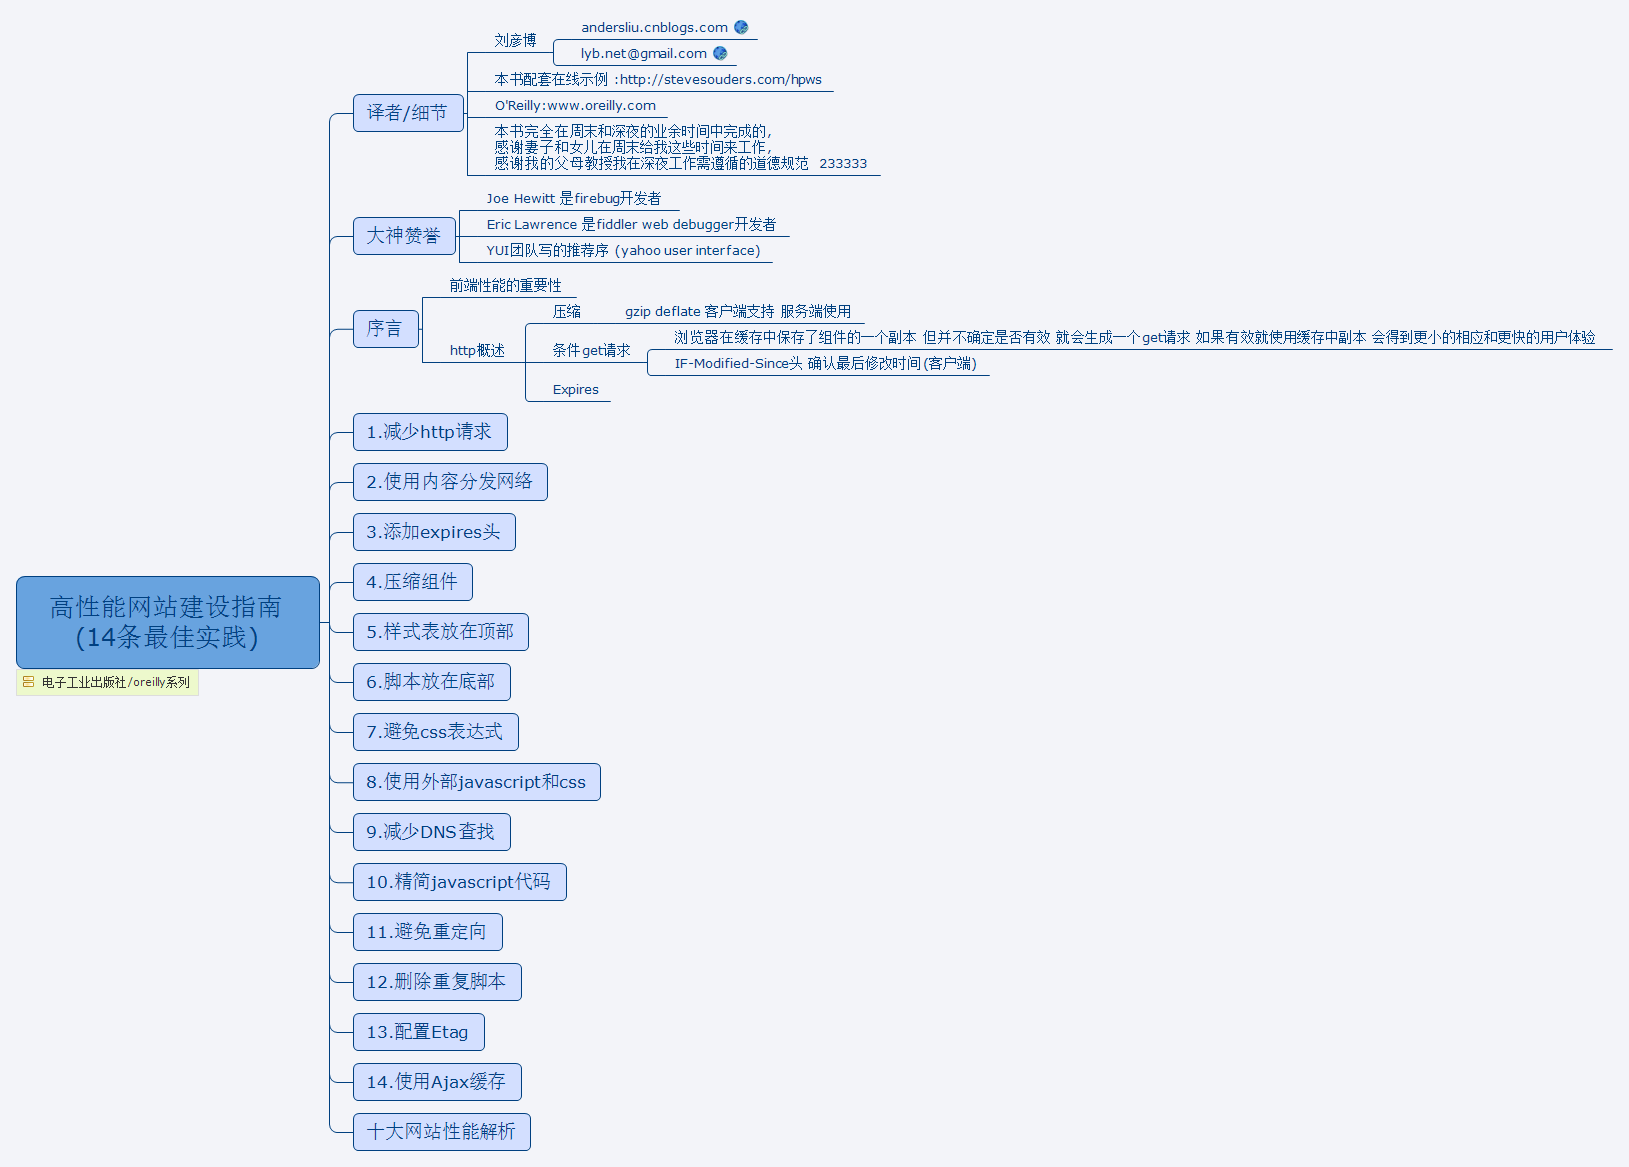 高性能网站建设指南
(14条最佳实践)
电子工业出版社/oreilly系列
译者/细节
刘彦博
andersliu.cnblogs.com
lyb.net@gmail.com
本书配套在线示例 :http://stevesouders.com/hpws
O'Reilly:www.oreilly.com
本书完全在周末和深夜的业余时间中完成的，
感谢妻子和女儿在周末给我这些时间来工作，
感谢我的父母教授我在深夜工作需遵循的道德规范 233333
大神赞誉
Joe Hewitt 是firebug开发者
Eric Lawrence 是fiddler web debugger开发者
YUI团队写的推荐序 (yahoo user interface)
序言
前端性能的重要性
http概述
压缩
gzip deflate 客户端支持 服务端使用
条件get请求
浏览器在缓存中保存了组件的一个副本 但并不确定是否有效 就会生成一个get请求 如果有效就使用缓存中副本 会得到更小的相应和更快的用户体验
IF-Modified-Since头 确认最后修改时间(客户端)
Expires
1.减少http请求
2.使用内容分发网络
3.添加expires头
4.压缩组件
5.样式表放在顶部
6.脚本放在底部
7.避免css表达式
8.使用外部javascript和css
9.减少DNS查找
10.精简javascript代码
11.避免重定向
12.删除重复脚本
13.配置Etag
14.使用Ajax缓存
十大网站性能解析